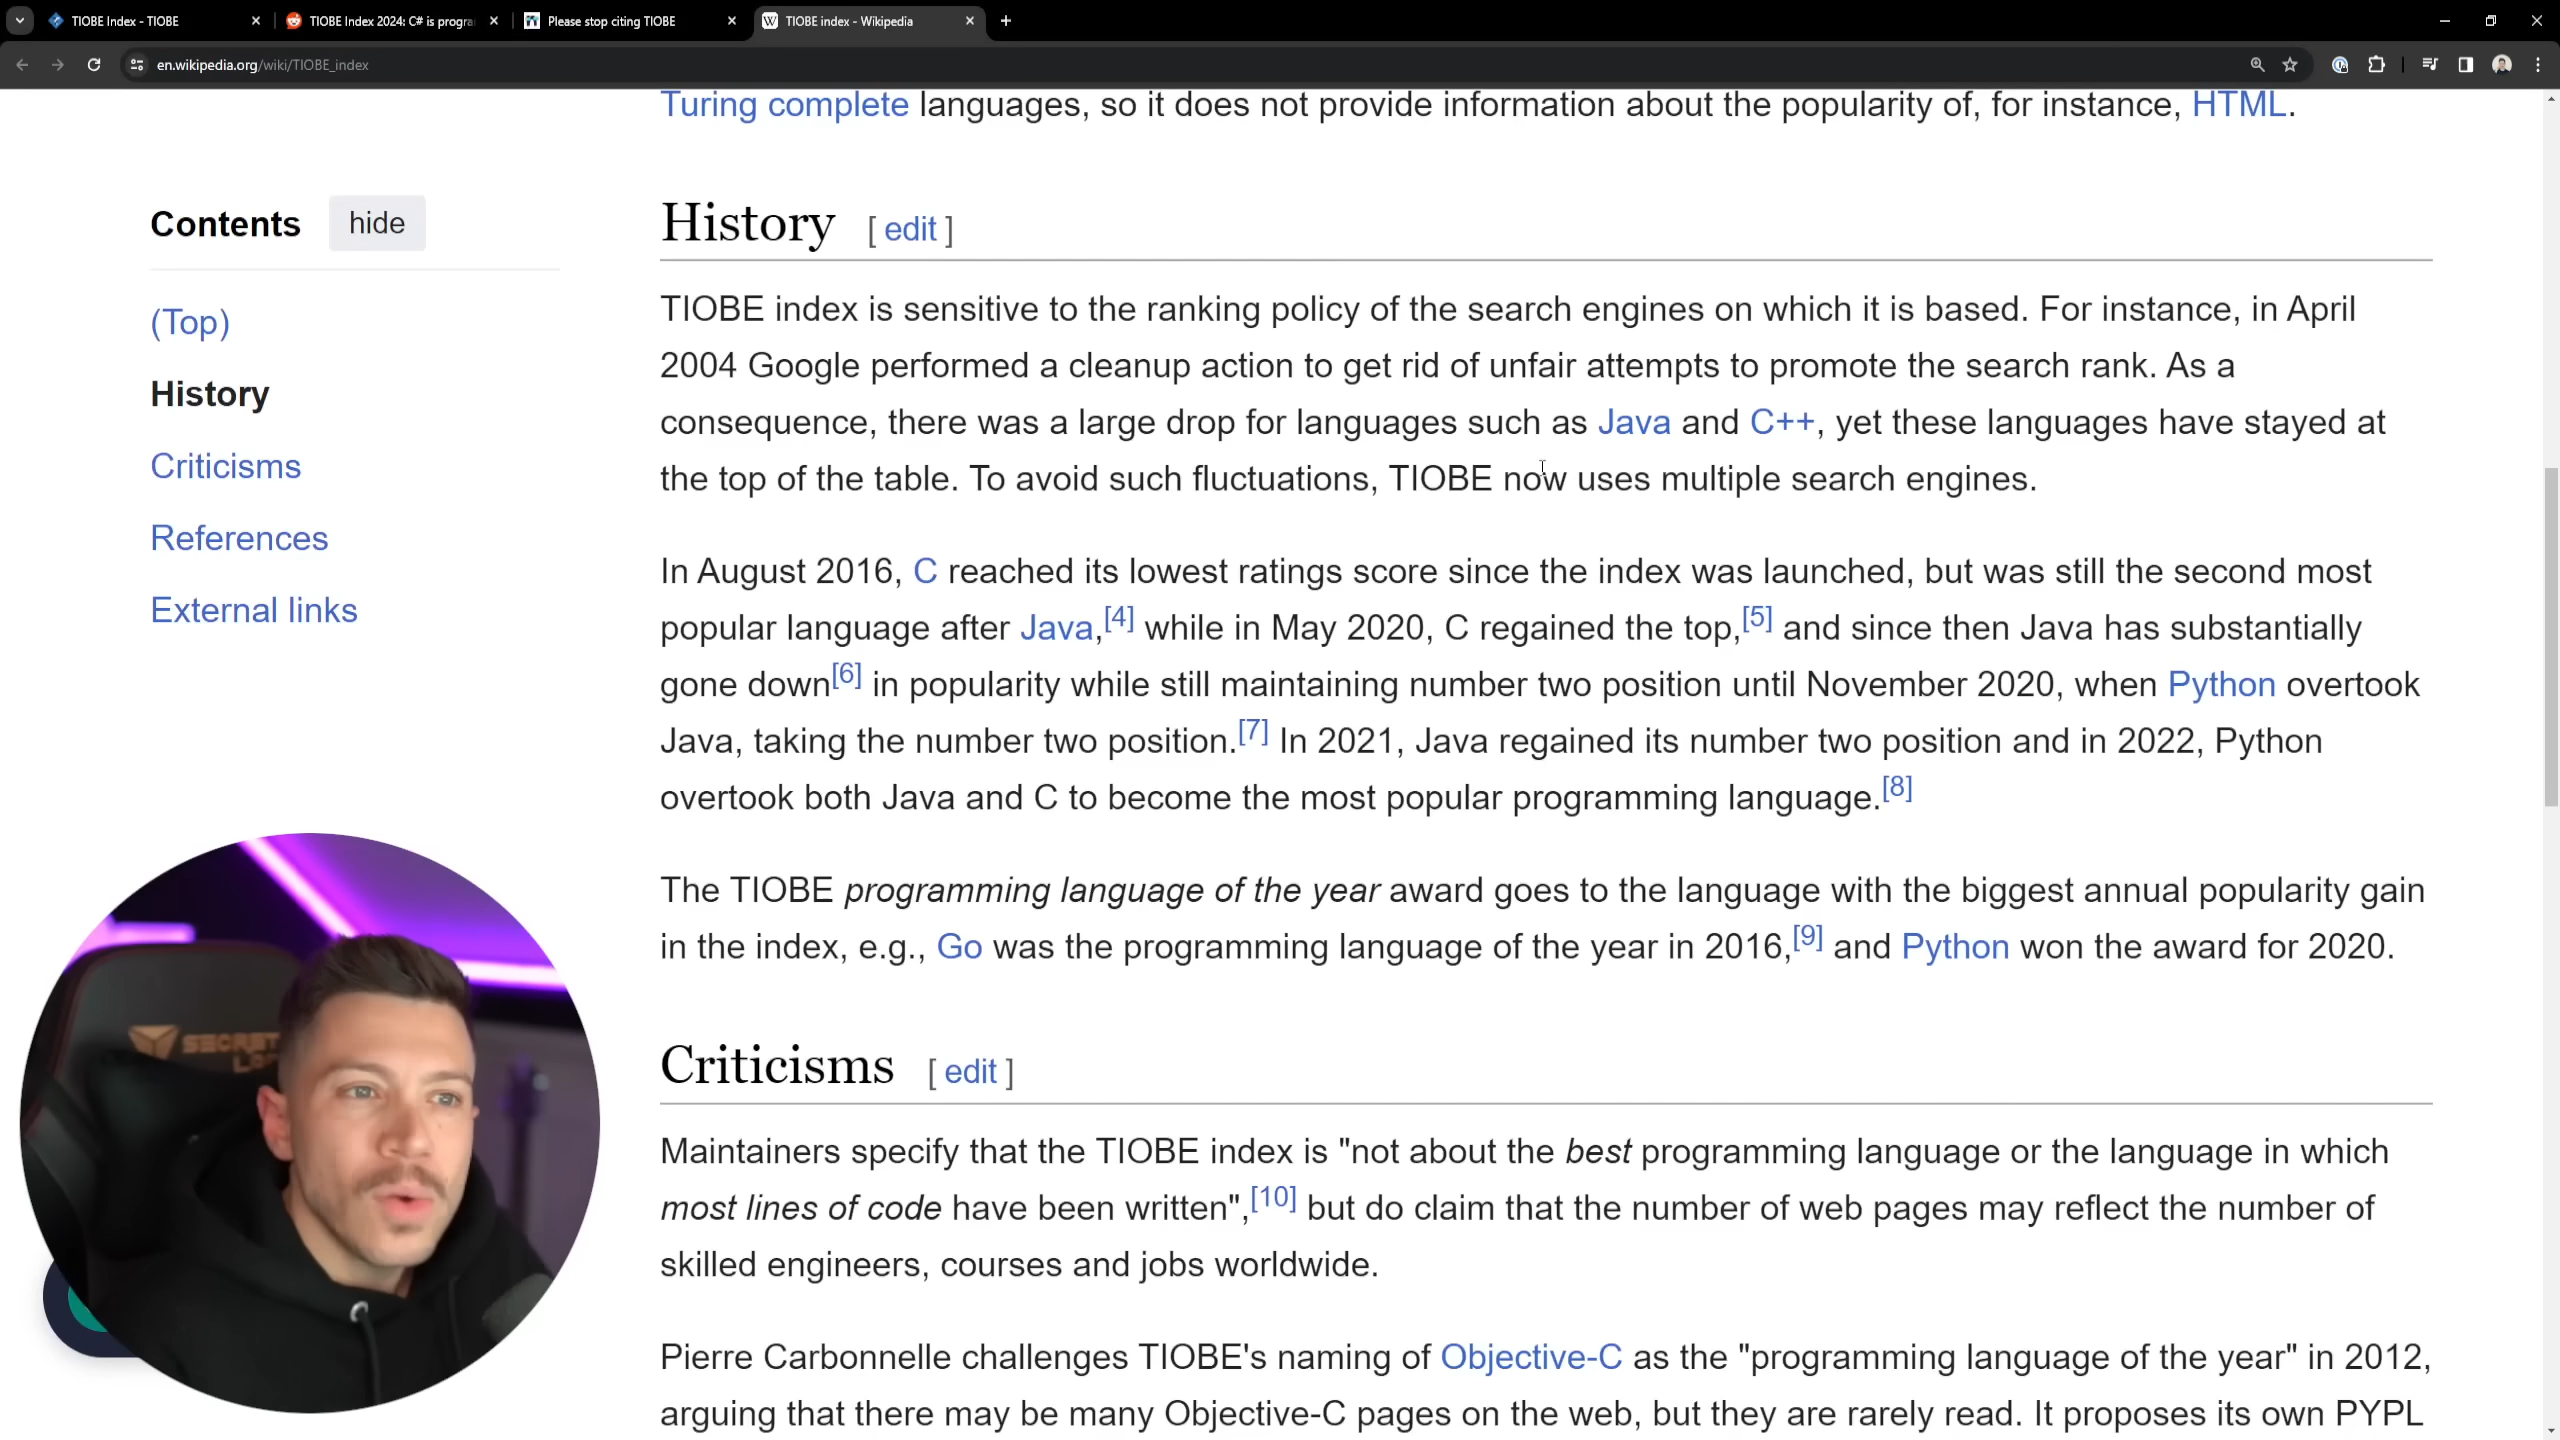 TIOBE Index - TIOBE
TIOBE Index 2024: C# is progra
Please stop citing TIOBE
TIOBE index - Wikipedia
en.wikipedia.org/wiki/TIOBE_index
Turing complete languages, so it does not provide information about the popularity of, for instance, HTML.
Contents hide
(Top)
History
Criticisms
References
External links
History [ edit ]
TIOBE index is sensitive to the ranking policy of the search engines on which it is based. For instance, in April
2004 Google performed a cleanup action to get rid of unfair attempts to promote the search rank. As a
consequence, there was a large drop for languages such as Java and C++, yet these languages have stayed at
the top of the table. To avoid such fluctuations, TIOBE now uses multiple search engines.
In August 2016, C reached its lowest ratings score since the index was launched, but was still the second most
popular language after Java,[4] while in May 2020, C regained the top,[5] and since then Java has substantially
gone down[6] in popularity while still maintaining number two position until November 2020, when Python overtook
Java, taking the number two position.[7] In 2021, Java regained its number two position and in 2022, Python
overtook both Java and C to become the most popular programming language.[8]
The TIOBE programming language of the year award goes to the language with the biggest annual popularity gain
in the index, e.g., Go was the programming language of the year in 2016,[9] and Python won the award for 2020.
Criticisms [ edit ]
Maintainers specify that the TIOBE index is "not about the best programming language or the language in which
most lines of code have been written",[10] but do claim that the number of web pages may reflect the number of
skilled engineers, courses and jobs worldwide.
Pierre Carbonnelle challenges TIOBE's naming of Objective-C as the "programming language of the year" in 2012,
arguing that there may be many Objective-C pages on the web, but they are rarely read. It proposes its own PYPL